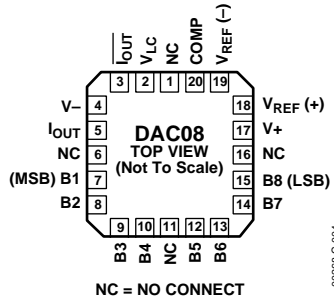 IOUT
VLC
NC
COMP
VREF (–)
3
2
1
20
19
V–
4
18
VREF (+)
IOUT
5
17
V+
NC
6
16
NC
(MSB) B1
7
15
B8 (LSB)
B2
8
14
B7
DAC08
TOP VIEW
(Not To Scale)
9
10
11
12
13
B3
B4
NC
B5
B6
NC = NO CONNECT